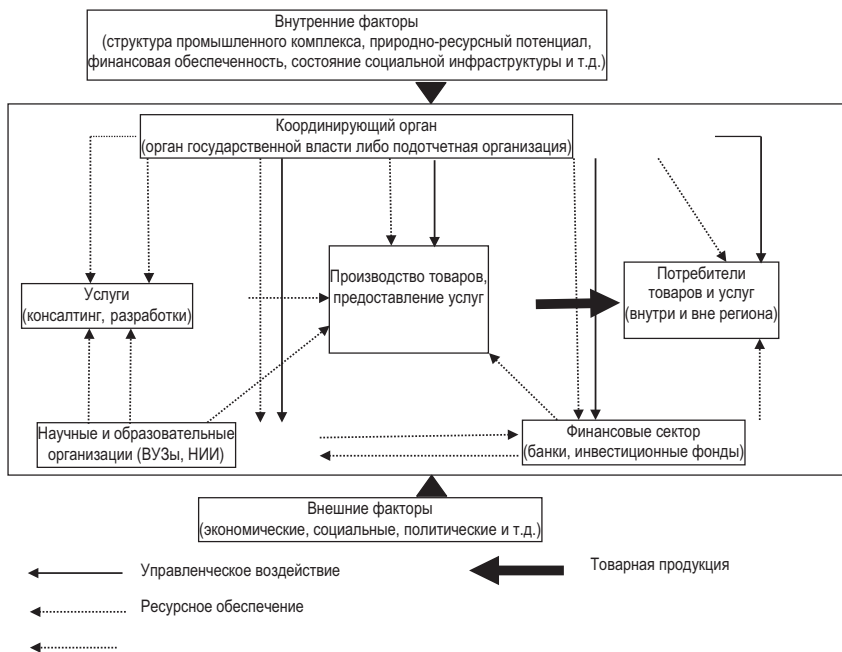 Внутренние факторы
(структура промышленного комплекса, природно-ресурсный потенциал,
финансовая обеспеченность, состояние социальной инфраструктуры и т.д.)
Координирующий орган
(орган государственной власти либо подотчетная организация)
Услуги
(консалтинг, разработки)
Производство товаров,
предоставление услуг
Потребители
товаров и услуг
(внутри и вне региона)
Научные и образовательные
организации (ВУЗы, НИИ)
Финансовые сектор
(банки, инвестиционные фонды)
Внешние факторы
(экономические, социальные, политические и т.д.)
Управленческое воздействие
Товарная продукция
Ресурсное обеспечение